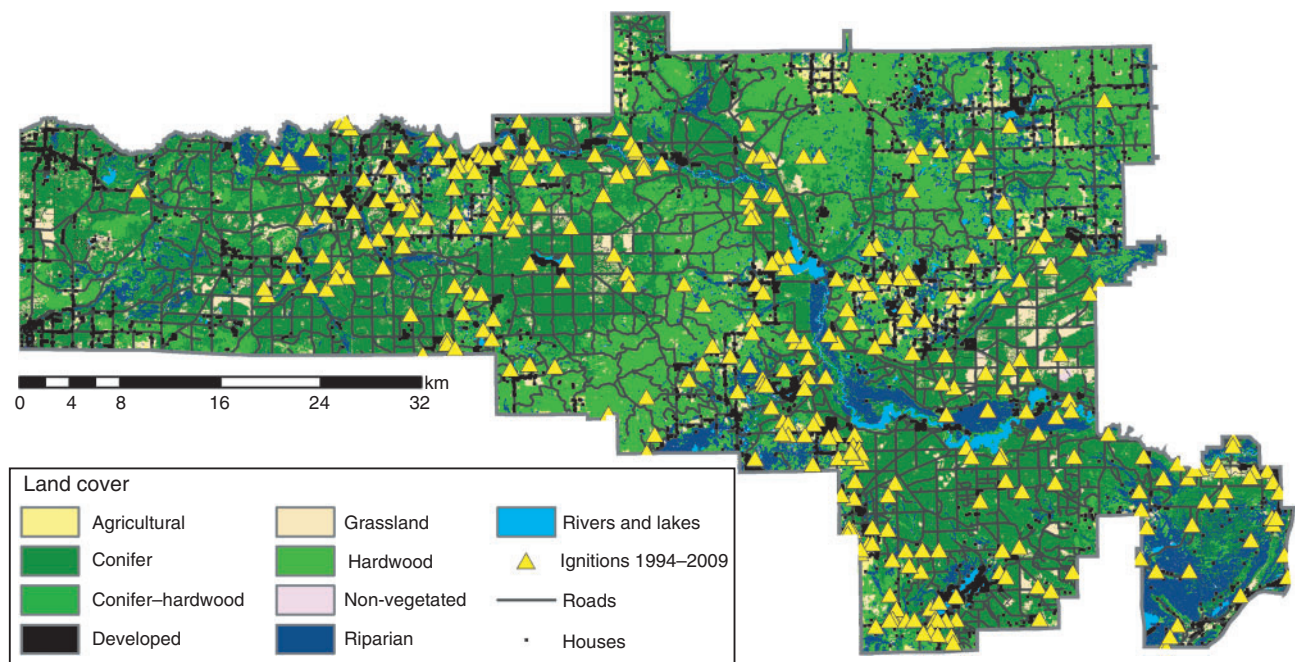 km
0 4 8 16 24 32
Land cover
Agricultural
Grassland
Rivers and lakes
Conifer
Hardwood
Ignitions 1994–2009
Conifer–hardwood
Non-vegetated
Roads
Developed
Riparian
Houses